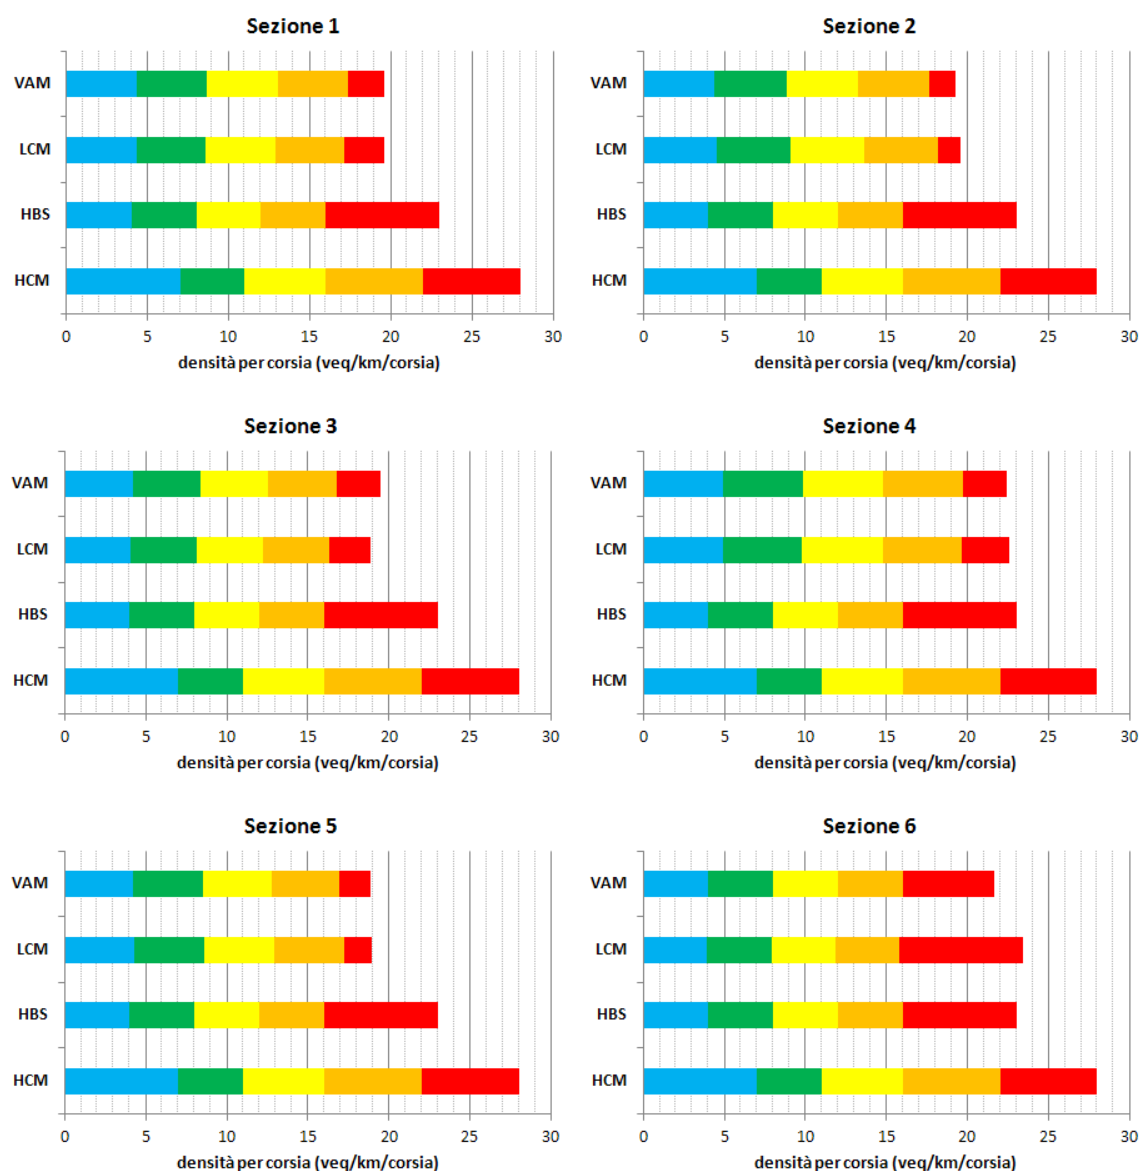 Sezione 1
VAM
LCM
HBS
HCM
0 5 10 15 20 25 30
densità per corsia (veq/km/corsia)
Sezione 2
VAM
LCM
HBS
HCM
0 5 10 15 20 25 30
densità per corsia (veq/km/corsia)
Sezione 3
VAM
LCM
HBS
HCM
0 5 10 15 20 25 30
densità per corsia (veq/km/corsia)
Sezione 4
VAM
LCM
HBS
HCM
0 5 10 15 20 25 30
densità per corsia (veq/km/corsia)
Sezione 5
VAM
LCM
HBS
HCM
0 5 10 15 20 25 30
densità per corsia (veq/km/corsia)
Sezione 6
VAM
LCM
HBS
HCM
0 5 10 15 20 25 30
densità per corsia (veq/km/corsia)